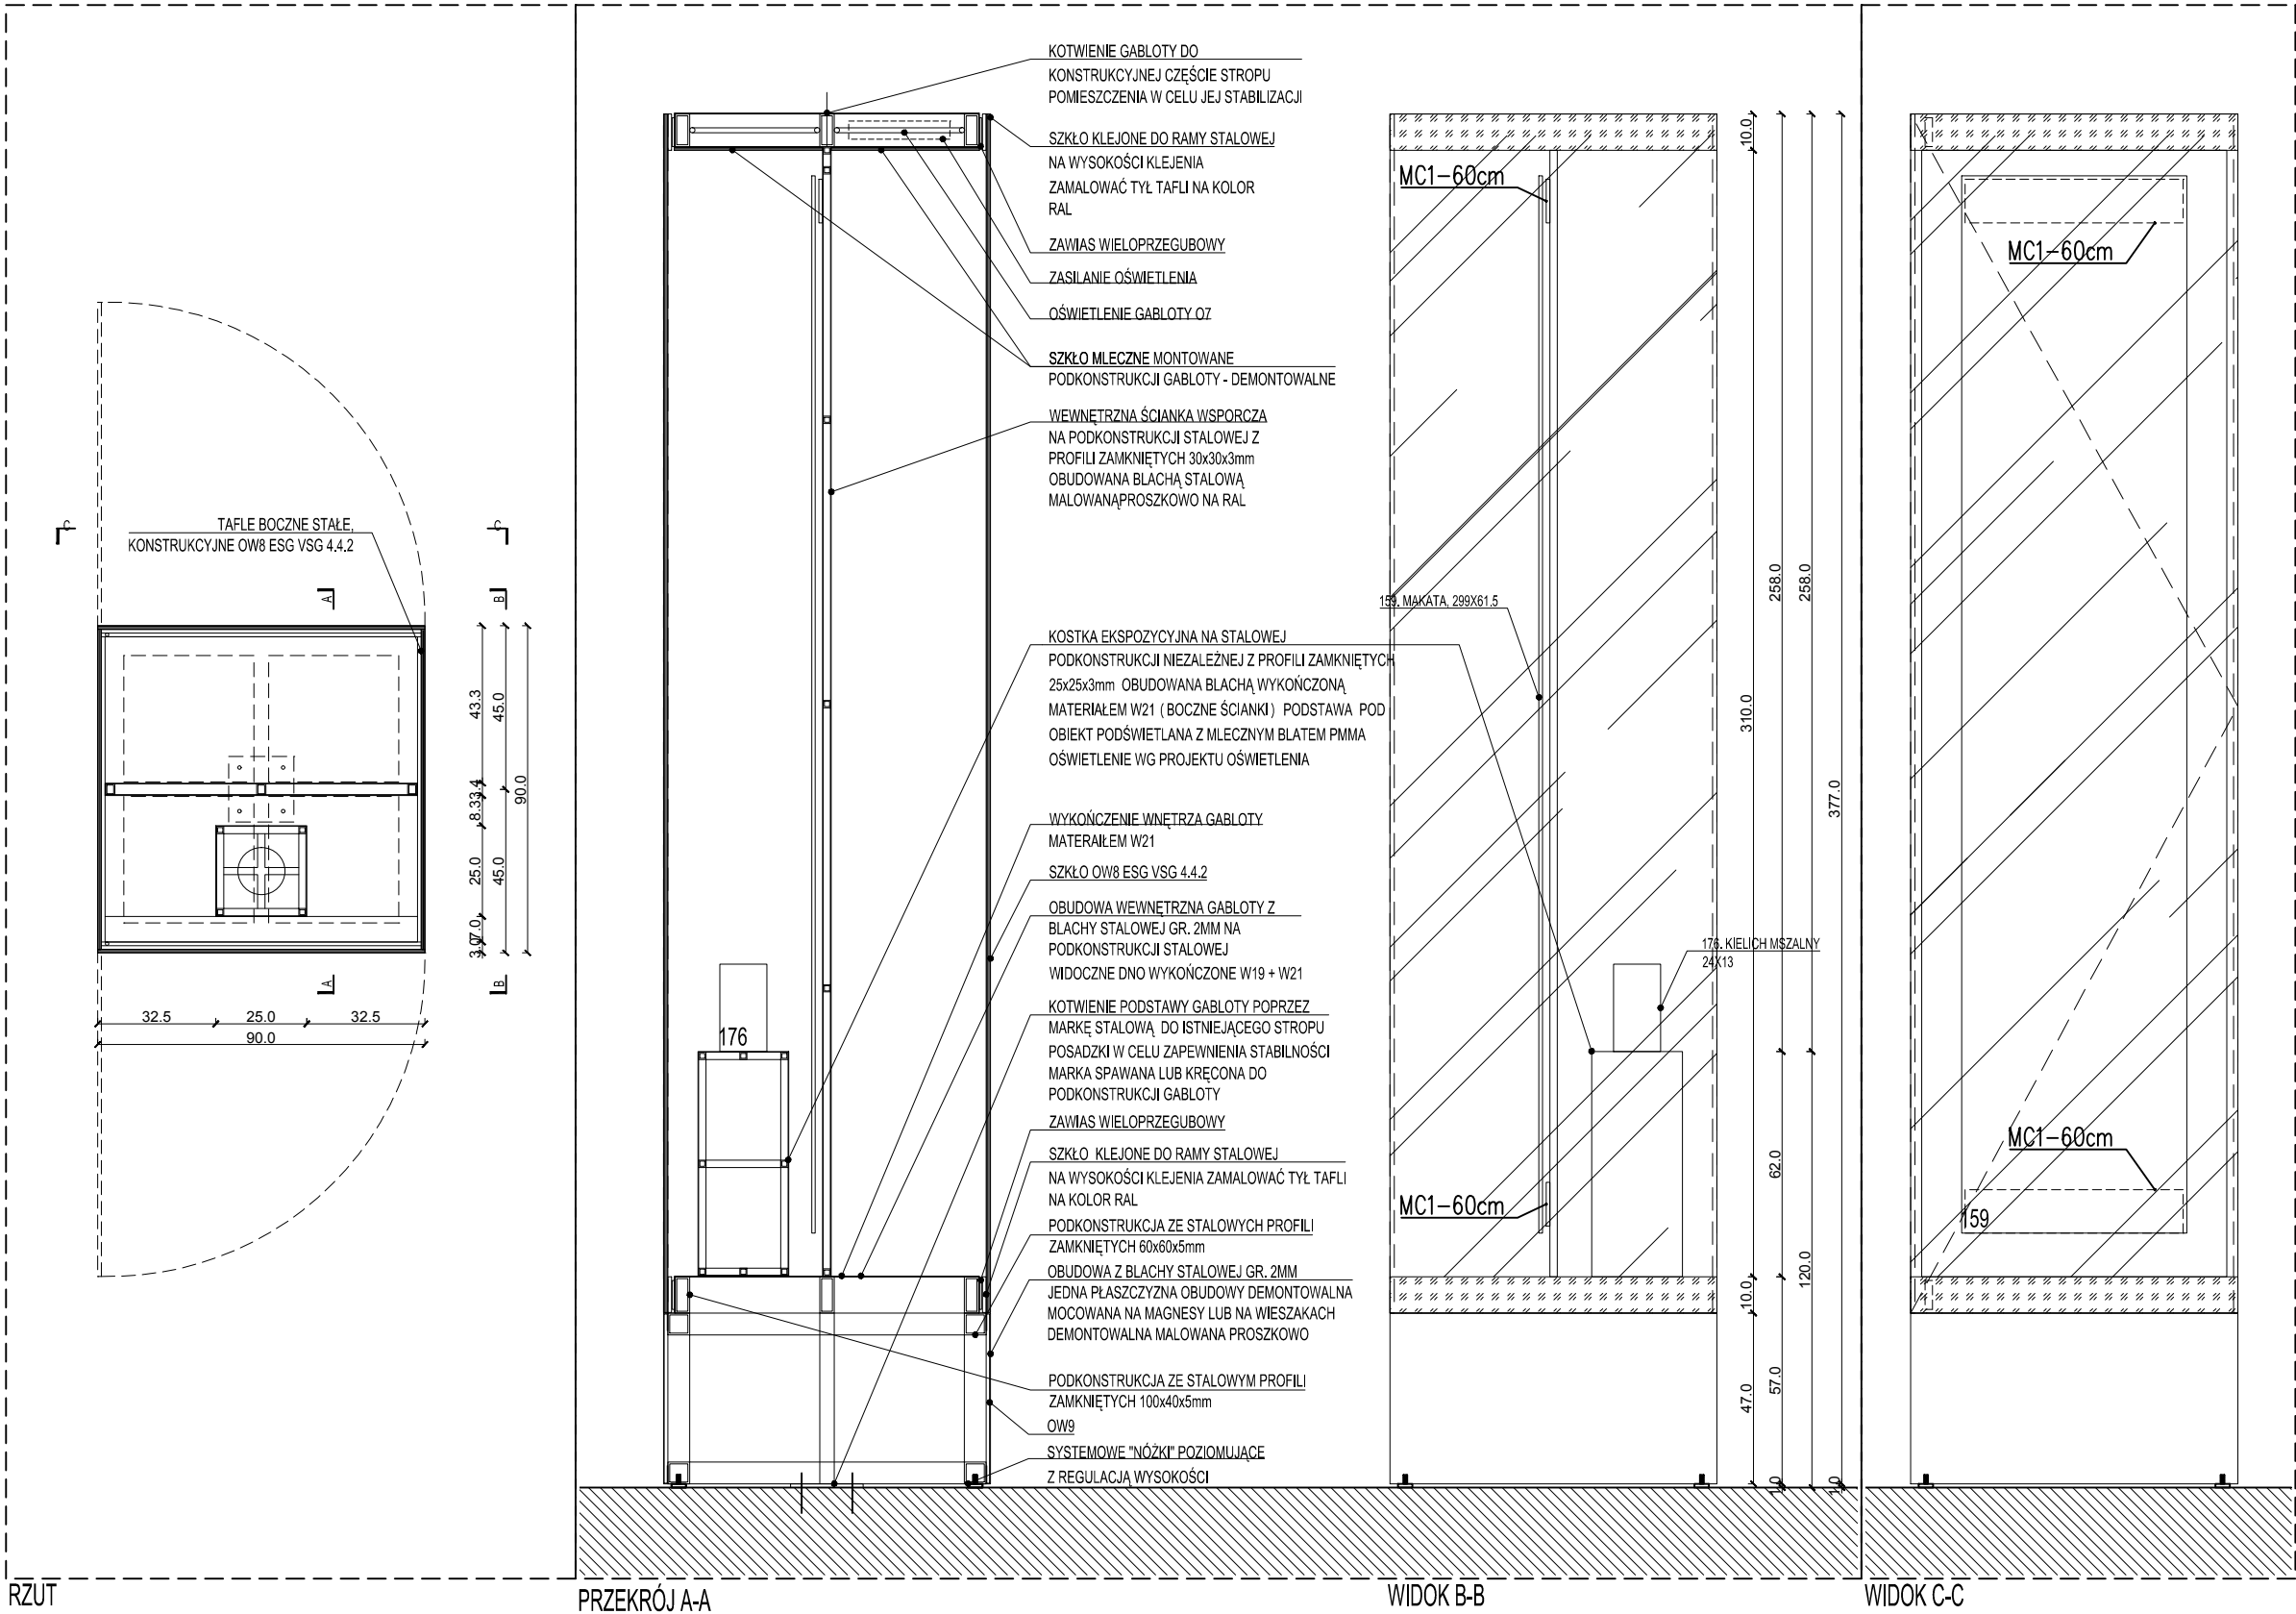 TAFLE BOCZNE STAŁE,
KONSTRUKCYJNE OW8 ESG VSG 4.4.2
C
C
A
B
A
B
43.3
3.4
8.3
25.0
7.0
3.0
45.0
45.0
90.0
32.5
25.0
32.5
90.0
RZUT
KOTWIENIE GABLOTY DO
KONSTRUKCYJNEJ CZĘŚCIE STROPU
POMIESZCZENIA W CELU JEJ STABILIZACJI
SZKŁO KLEJONE DO RAMY STALOWEJ
NA WYSOKOŚCI KLEJENIA
ZAMALOWAĆ TYŁ TAFLI NA KOLOR
RAL
ZAWIAS WIELOPRZEGUBOWY
ZASILANIE OŚWIETLENIA
OŚWIETLENIE GABLOTY O7
SZKŁO MLECZNE MONTOWANE
PODKONSTRUKCJI GABLOTY - DEMONTOWALNE
WEWNĘTRZNA ŚCIANKA WSPORCZA
NA PODKONSTRUKCJI STALOWEJ Z
PROFILI ZAMKNIĘTYCH 30x30x3mm
OBUDOWANA BLACHĄ STALOWĄ
MALOWANĄPROSZKOWO NA RAL
KOSTKA EKSPOZYCYJNA NA STALOWEJ
PODKONSTRUKCJI NIEZALEŻNEJ Z PROFILI ZAMKNIĘTYCH
25x25x3mm OBUDOWANA BLACHĄ WYKOŃCZONĄ
MATERIAŁEM W21 ( BOCZNE ŚCIANKI ) PODSTAWA POD
OBIEKT PODŚWIETLANA Z MLECZNYM BLATEM PMMA
OŚWIETLENIE WG PROJEKTU OŚWIETLENIA
WYKOŃCZENIE WNĘTRZA GABLOTY
MATERAIŁEM W21
SZKŁO OW8 ESG VSG 4.4.2
OBUDOWA WEWNĘTRZNA GABLOTY Z
BLACHY STALOWEJ GR. 2MM NA
PODKONSTRUKCJI STALOWEJ
WIDOCZNE DNO WYKOŃCZONE W19 + W21
KOTWIENIE PODSTAWY GABLOTY POPRZEZ
MARKĘ STALOWĄ DO ISTNIEJĄCEGO STROPU
POSADZKI W CELU ZAPEWNIENIA STABILNOŚCI
MARKA SPAWANA LUB KRĘCONA DO
PODKONSTRUKCJI GABLOTY
ZAWIAS WIELOPRZEGUBOWY
SZKŁO KLEJONE DO RAMY STALOWEJ
NA WYSOKOŚCI KLEJENIA ZAMALOWAĆ TYŁ TAFLI
NA KOLOR RAL
PODKONSTRUKCJA ZE STALOWYCH PROFILI
ZAMKNIĘTYCH 60x60x5mm
OBUDOWA Z BLACHY STALOWEJ GR. 2MM
JEDNA PŁASZCZYZNA OBUDOWY DEMONTOWALNA
MOCOWANA NA MAGNESY LUB NA WIESZAKACH
DEMONTOWALNA MALOWANA PROSZKOWO
PODKONSTRUKCJA ZE STALOWYM PROFILI
ZAMKNIĘTYCH 100x40x5mm
OW9
SYSTEMOWE "NÓŻKI" POZIOMUJĄCE
Z REGULACJĄ WYSOKOŚCI
176
PRZEKRÓJ A-A
MC1-60cm
159. MAKATA, 299X61.5
176. KIELICH MSZALNY
24X13
MC1-60cm
10.0
310.0
10.0
47.0
258.0
62.0
57.0
1.0
258.0
120.0
377.0
1.0
WIDOK B-B
MC1-60cm
MC1-60cm
159
WIDOK C-C